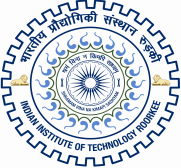 भारतीय प्रौद्योगिकी संस्थान रुड़की
श्रमं विना न किमपि साध्यम्
INDIAN INSTITUTE OF TECHNOLOGY ROORKEE